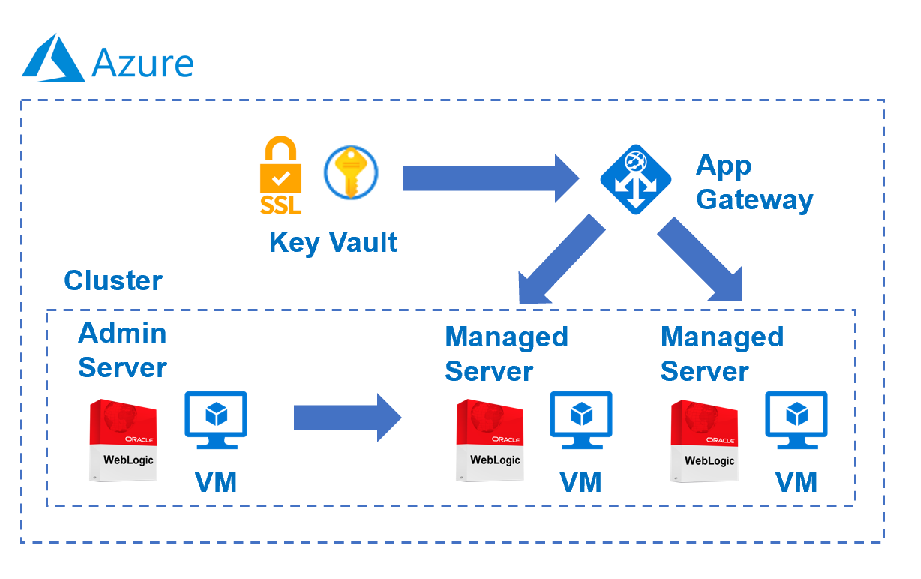 Azure
SSL
Key Vault
App
Gateway
Cluster
Admin
Server
ORACLE
WebLogic
VM
Managed
Server
ORACLE
WebLogic
VM
Managed
Server
ORACLE
WebLogic
VM